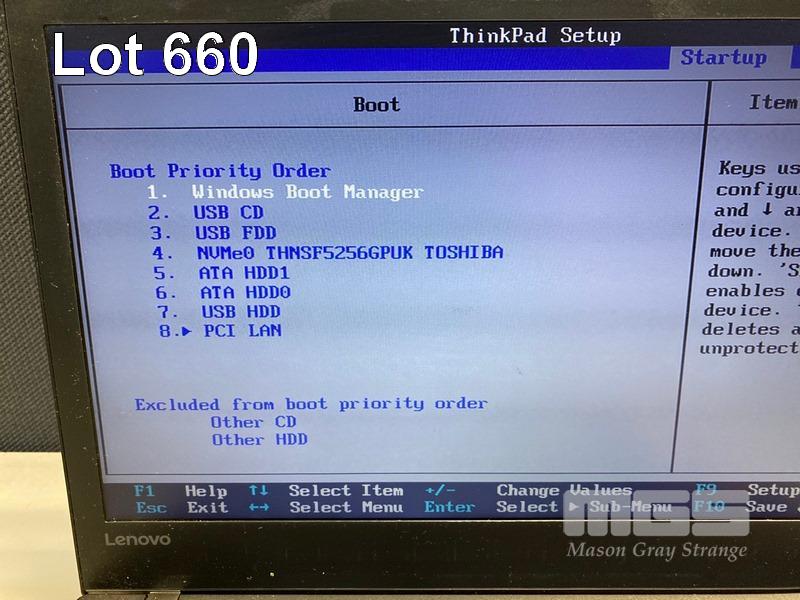 Lot 660
ThinkPad Setup
Startup
Boot
Item
Boot Priority Order
1. Windows Boot Manager
2. USB CD
3. USB FDD
4. NVMe0 THNSF5256GPUK TOSHIBA
5. ATA HDD1
6. ATA HDD0
7. USB HDD
8.▶ PCI LAN
Excluded from boot priority order
Other CD
Other HDD
Keys us
configu
and ↓ a
device.
move the
down. 'S
enables
device.
deletes a
unprotect
F1 Help ↑↓ Select Item +/- Change Values F9 Setup
Esc Exit ←→ Select Menu Enter Select ▶ Sub-Menu F10 Save
Lenovo
MGS
Mason Gray Strange